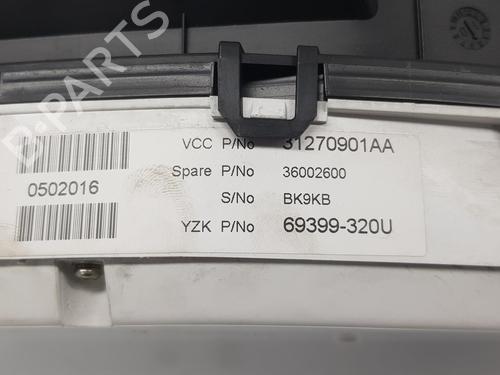 B-PARTS
VCC P/No 31270901AA
Spare P/No 36002600
S/No BK9KB
YZK P/No 69399-320U
0502016